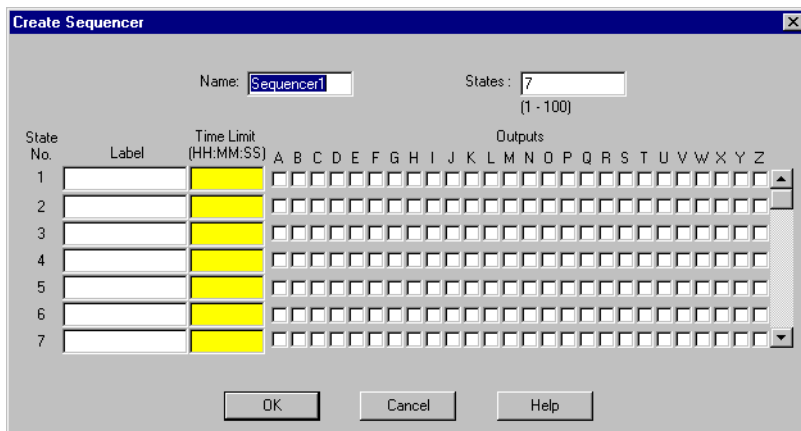 Create Sequencer
Name: Sequencer1 States : 7
(1 - 100)
State No. Label Time Limit (HH:MM:SS) Outputs
A B C D E F G H I J K L M N O P Q R S T U V W X Y Z
1
2
3
4
5
6
7
OK Cancel Help